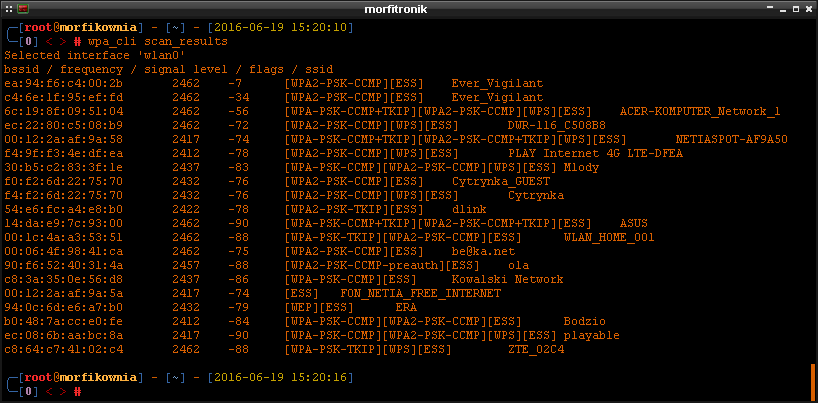 morfitronik
[root@morfikownia] - [~] - [2016-06-19 15:20:10]
[0] < > # wpa_cli scan_results
Selected interface 'wlan0'
bssid / frequency / signal level / flags / ssid
ea:94:f6:c4:00:2b 2462 -7 [WPA2-PSK-CCMP][ESS] Ever_Vigilant
c4:6e:1f:95:ef:fd 2462 -34 [WPA2-PSK-CCMP][ESS] Ever_Vigilant
6c:19:8f:09:51:04 2462 -56 [WPA-PSK-CCMP+TKIP][WPA2-PSK-CCMP][WPS][ESS] ACER-KOMPUTER_Network_1
ec:22:80:c5:08:b9 2462 -72 [WPA2-PSK-CCMP][WPS][ESS] DWR-116_C508B8
00:12:2a:af:9a:58 2417 -74 [WPA-PSK-CCMP+TKIP][WPA2-PSK-CCMP+TKIP][WPS][ESS] NETIASPOT-AF9A50
f4:9f:f3:4e:df:ea 2412 -78 [WPA2-PSK-CCMP][WPS][ESS] PLAY Internet 4G LTE-DFEA
30:b5:c2:83:3f:1e 2437 -83 [WPA-PSK-CCMP][WPA2-PSK-CCMP][WPS][ESS] Mlody
f0:f2:6d:22:75:70 2432 -76 [WPA2-PSK-CCMP][ESS] Cytrynka_GUEST
f4:f2:6d:22:75:70 2432 -76 [WPA2-PSK-CCMP][WPS][ESS] Cytrynka
54:e6:fc:a4:e8:b0 2422 -78 [WPA2-PSK-TKIP][ESS] dlink
14:da:e9:7c:93:00 2462 -90 [WPA-PSK-CCMP+TKIP][WPA2-PSK-CCMP+TKIP][ESS] ASUS
00:1c:4a:a3:53:51 2462 -88 [WPA-PSK-TKIP][WPA2-PSK-CCMP][ESS] WLAN_HOME_001
00:06:4f:98:41:ca 2462 -75 [WPA2-PSK-CCMP][ESS] be@ka.net
90:f6:52:40:31:4a 2457 -88 [WPA2-PSK-CCMP-preauth][ESS] ola
c8:3a:35:0e:56:d8 2437 -86 [WPA-PSK-CCMP][ESS] Kowalski Network
00:12:2a:af:9a:5a 2417 -74 [ESS] FON_NETIA_FREE_INTERNET
94:0c:6d:e6:a7:b0 2432 -79 [WEP][ESS] ERA
b0:48:7a:cc:e0:fe 2412 -84 [WPA-PSK-CCMP][WPA2-PSK-CCMP][ESS] Bodzio
ec:08:6b:aa:bc:8a 2417 -90 [WPA-PSK-CCMP][WPA2-PSK-CCMP][WPS][ESS] playable
c8:64:c7:41:02:c4 2462 -88 [WPA-PSK-TKIP][WPS][ESS] ZTE_02C4
[root@morfikownia] - [~] - [2016-06-19 15:20:16]
[0] < > #